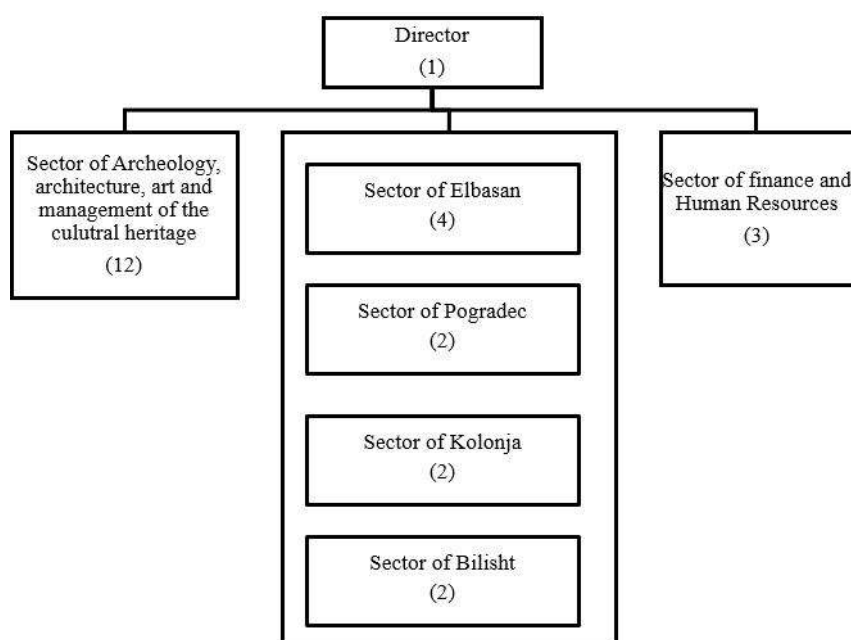 Director
(1)
Sector of Archeology,
architecture, art and
management of the
culutral heritage
(12)
Sector of Elbasan
(4)
Sector of Pogradec
(2)
Sector of Kolonja
(2)
Sector of Bilisht
(2)
Sector of finance and
Human Resources
(3)